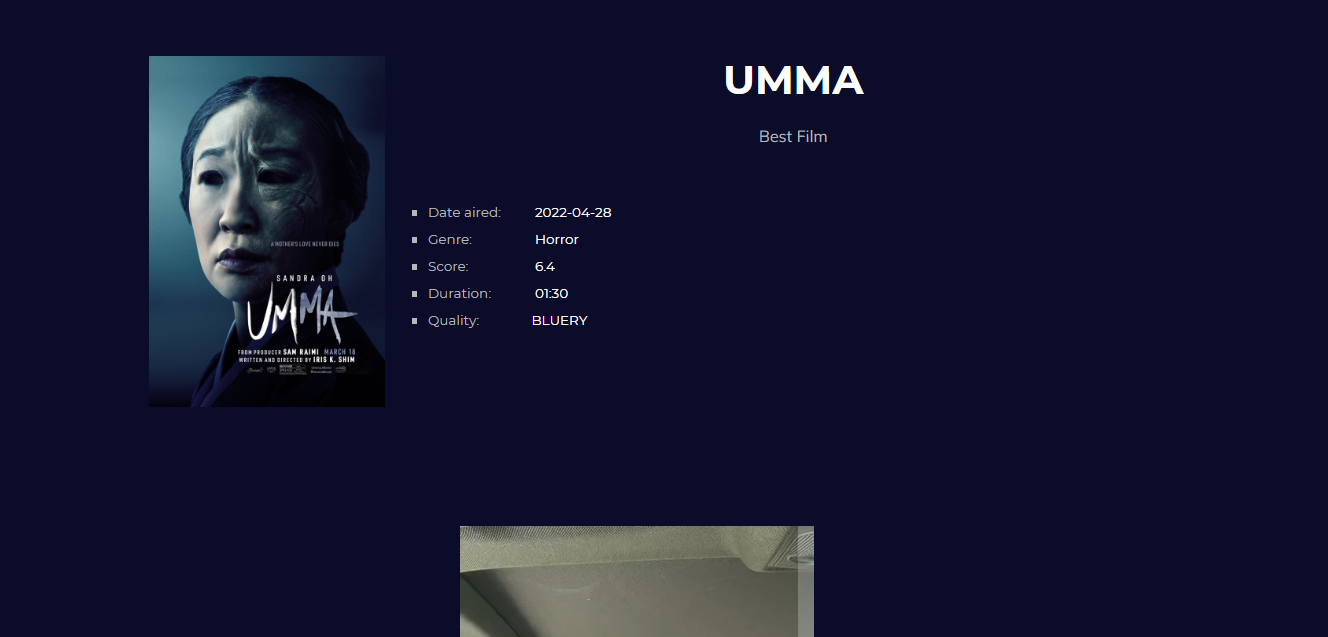 UMMA
Best Film
Date aired: 2022-04-28
Genre: Horror
Score: 6.4
Duration: 01:30
Quality: BLUERY
A MOTHER'S LOVE NEVER DIES
SANDRA OH
UMMA
FROM PRODUCER SAM RAIMI MARCH 18
WRITTEN AND DIRECTED BY IRIS K. SHIM